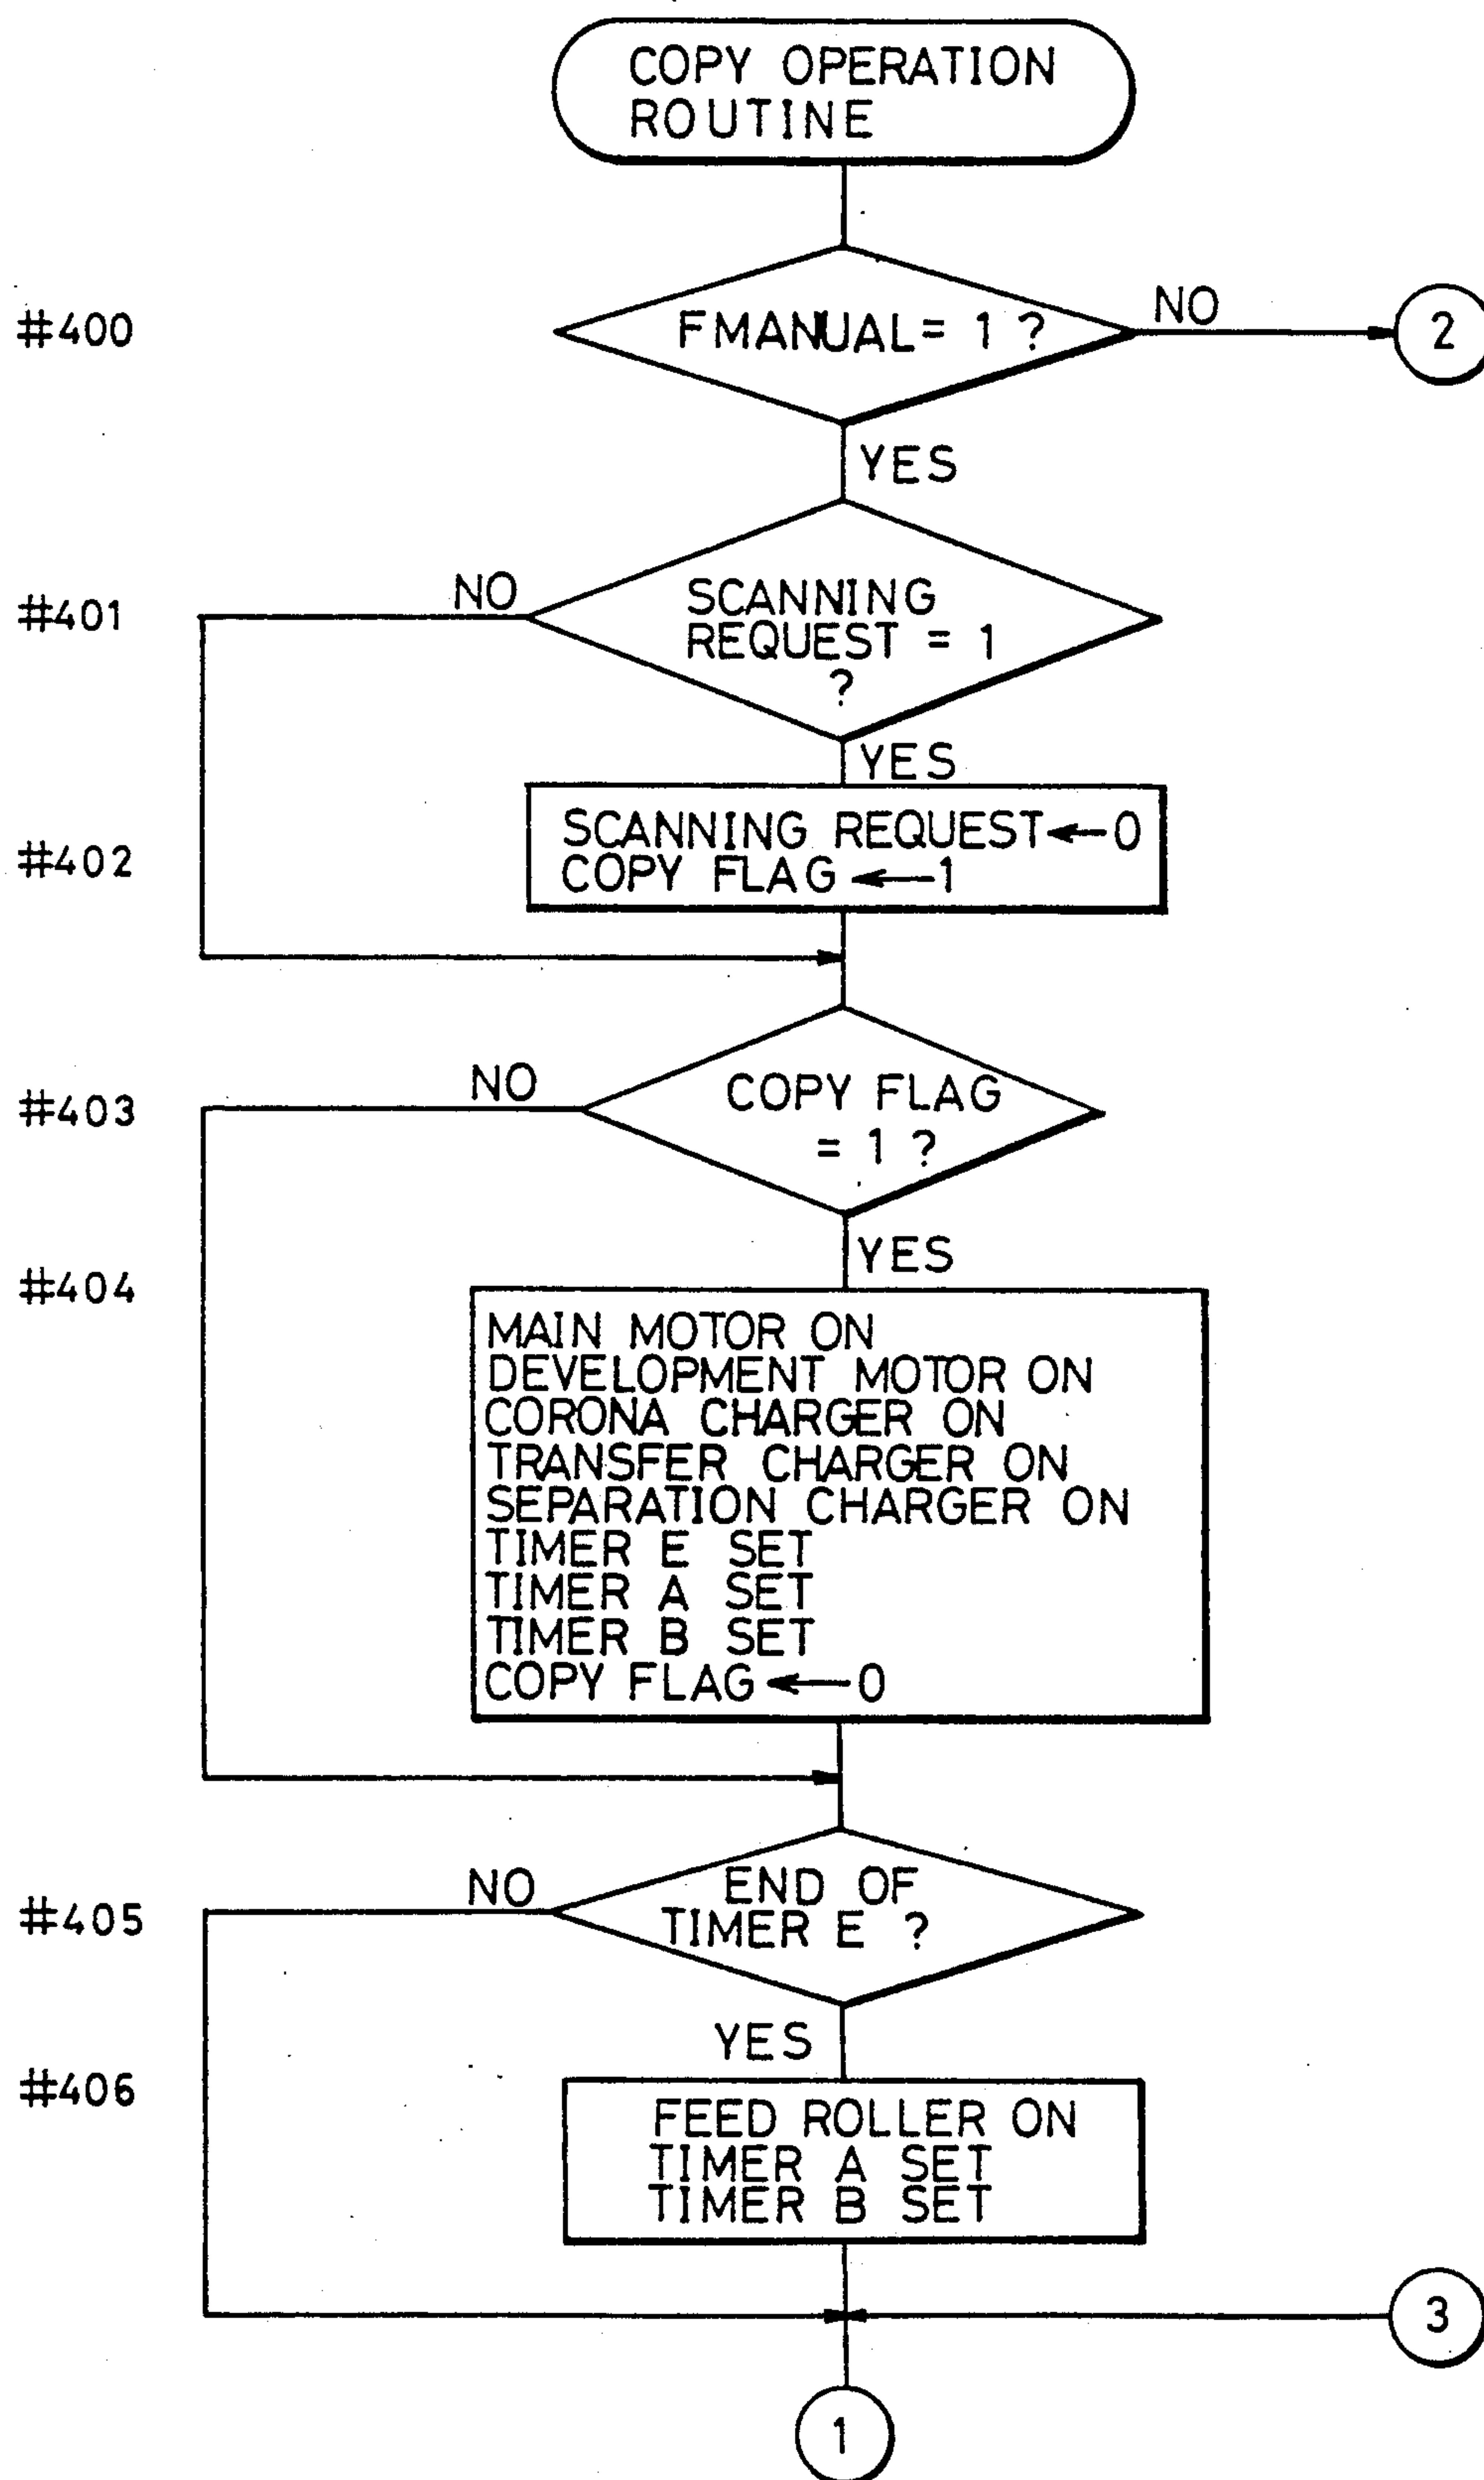 COPY OPERATION
ROUTINE
#400
FMANUAL= 1 ?
NO
2
YES
#401
NO
SCANNING
REQUEST = 1
?
YES
#402
SCANNING REQUEST←0
COPY FLAG ←1
#403
NO
COPY FLAG
= 1 ?
YES
#404
MAIN MOTOR ON
DEVELOPMENT MOTOR ON
CORONA CHARGER ON
TRANSFER CHARGER ON
SEPARATION CHARGER ON
TIMER E SET
TIMER A SET
TIMER B SET
COPY FLAG ←0
#405
NO
END OF
TIMER E ?
YES
#406
FEED ROLLER ON
TIMER A SET
TIMER B SET
3
1